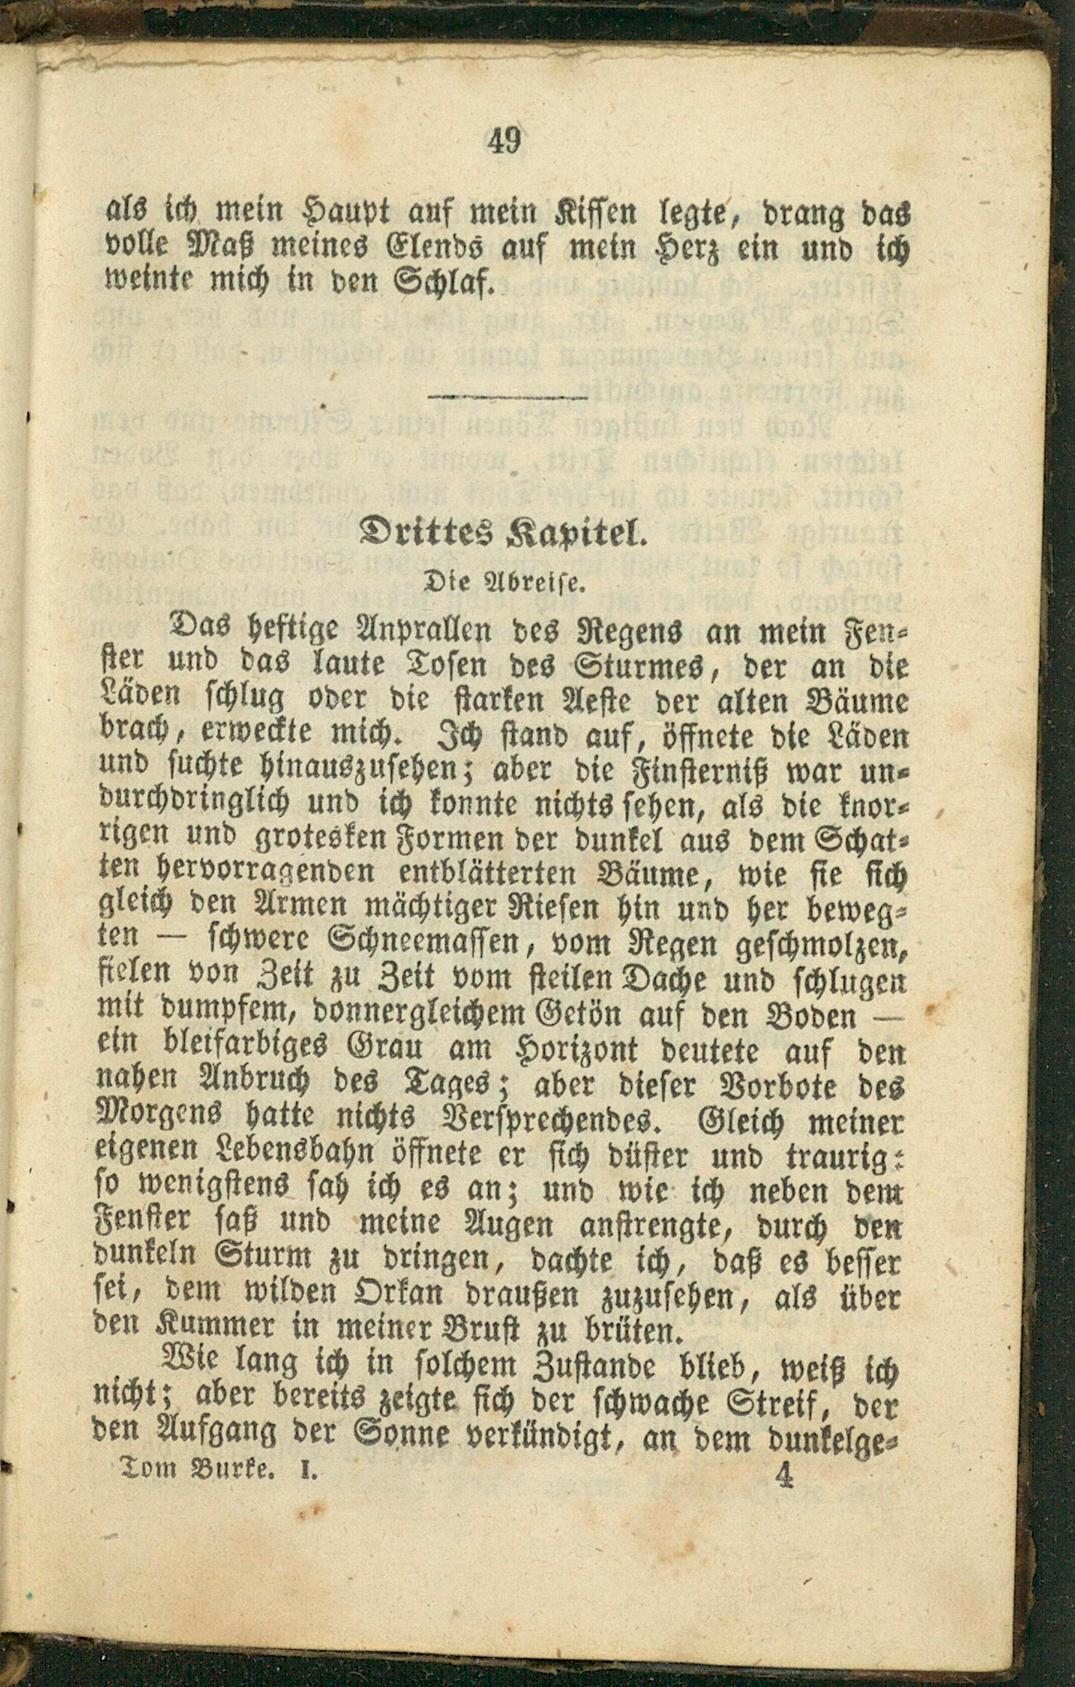 49
als ich mein Haupt auf mein Kissen legte, drang das
volle Maß meines Elends auf mein Herz ein und ich
weinte mich in den Schlaf.
Drittes Kapitel.
Die Abreise.
Das heftige Anprallen des Regens an mein Fen-
ster und das laute Tosen des Sturmes, der an die
Läden schlug oder die starken Aeste der alten Bäume
brach, erweckte mich. Ich stand auf, öffnete die Läden
und suchte hinauszusehen; aber die Finsterniß war un-
durchdringlich und ich konnte nichts sehen, als die knor-
rigen und grotesken Formen der dunkel aus dem Schat-
ten hervorragenden entblätterten Bäume, wie sie sich
gleich den Armen mächtiger Riesen hin und her beweg-
ten — schwere Schneemassen, vom Regen geschmolzen,
fielen von Zeit zu Zeit vom steilen Dache und schlugen
mit dumpfem, donnergleichem Getön auf den Boden —
ein bleifarbiges Grau am Horizont deutete auf den
nahen Anbruch des Tages; aber dieser Vorbote des
Morgens hatte nichts Versprechendes. Gleich meiner
eigenen Lebensbahn öffnete er sich düster und traurig:
so wenigstens sah ich es an; und wie ich neben dem
Fenster saß und meine Augen anstrengte, durch den
dunkeln Sturm zu dringen, dachte ich, daß es besser
sei, dem wilden Orkan draußen zuzusehen, als über
den Kummer in meiner Brust zu brüten.
Wie lang ich in solchem Zustande blieb, weiß ich
nicht; aber bereits zeigte sich der schwache Streif, der
den Aufgang der Sonne verkündigt, an dem dunkelge-
Tom Burke. I. 4